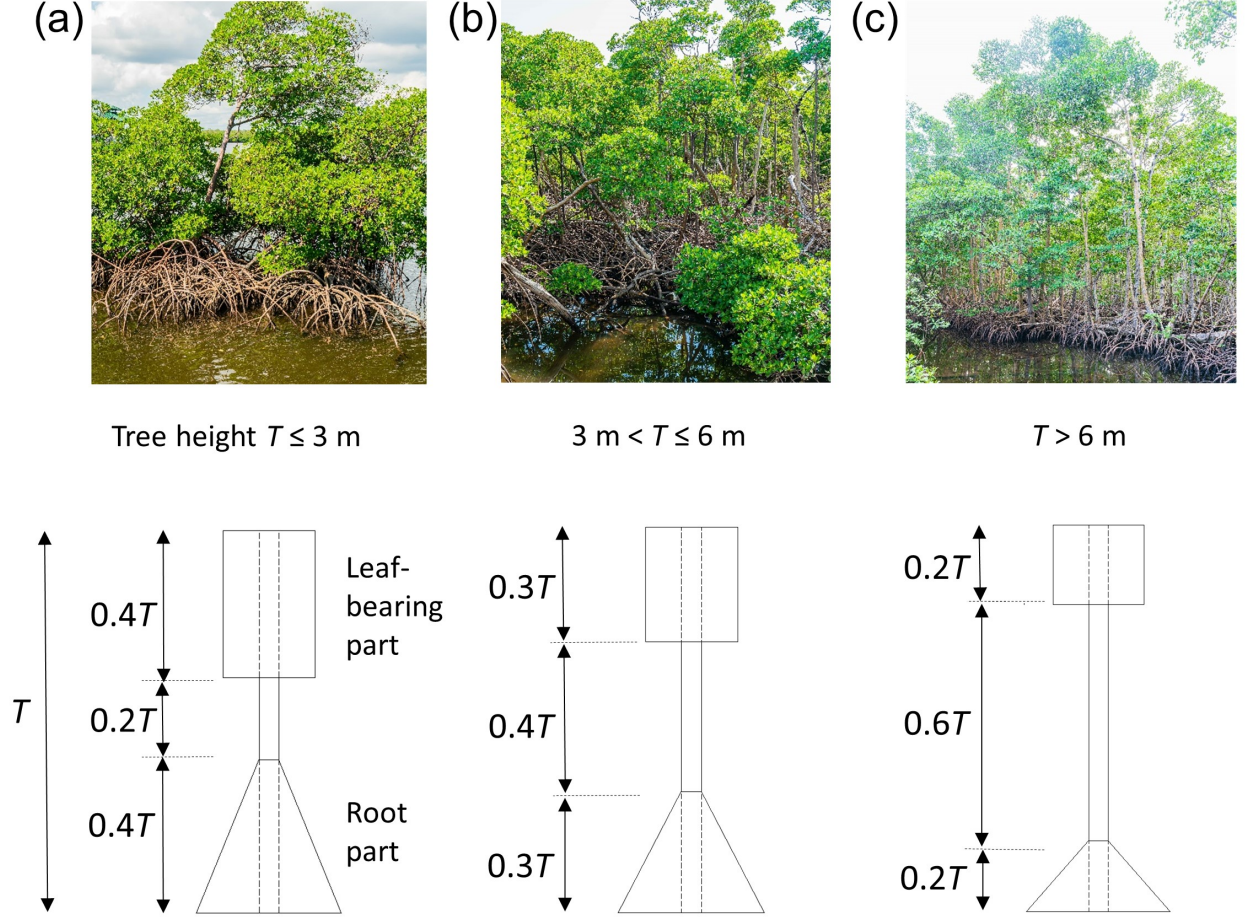 (a)
(b)
(c)
Tree height T ≤ 3 m
3 m < T ≤ 6 m
T > 6 m
T
0.4T
0.2T
0.4T
Leaf-
bearing
part
Root
part
0.3T
0.4T
0.3T
0.2T
0.6T
0.2T